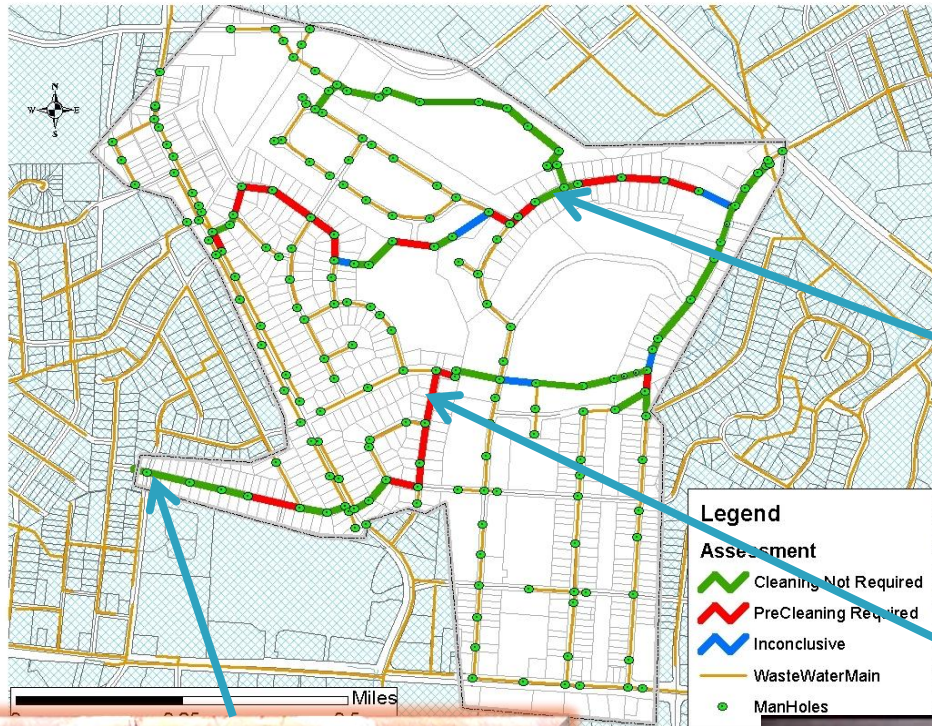 N
W E
S
Legend
Assessment
Cleaning Not Required
PreCleaning Required
Inconclusive
WasteWaterMain
ManHoles
Miles